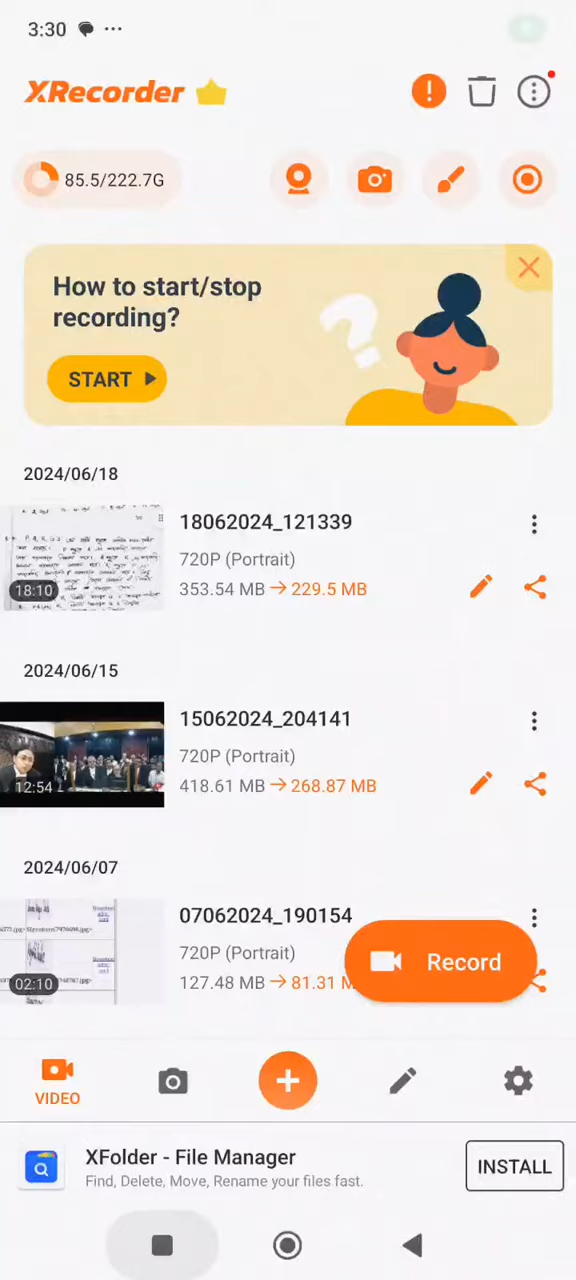 3:30
XRecorder
85.5/222.7G
How to start/stop
recording?
START
2024/06/18
18:10
18062024_121339
720P (Portrait)
353.54 MB → 229.5 MB
2024/06/15
12:54
15062024_204141
720P (Portrait)
418.61 MB → 268.87 MB
2024/06/07
02:10
07062024_190154
720P (Portrait)
127.48 MB → 81.31 M
Record
VIDEO
XFolder - File Manager
Find, Delete, Move, Rename your files fast.
INSTALL